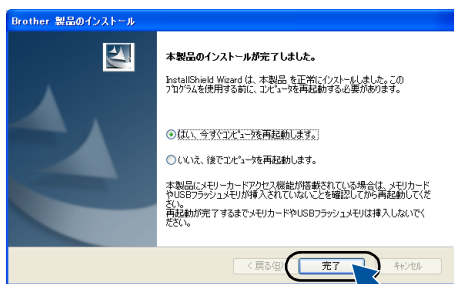 Brother 製品のインストール
本製品のインストールが完了しました。
InstallShield Wizard は、本製品 を正常にインストールしました。この
プログラムを使用する前に、コンピュータを再起動する必要があります。
はい、今すぐコンピュータを再起動します。
いいえ、後でコンピュータを再起動します。
本製品にメモリーカードアクセス機能が搭載されている場合は、メモリカード
やUSBフラッシュメモリが挿入されていないことを確認してから再起動してくだ
さい。
再起動が完了するまでメモリカードやUSBフラッシュメモリは挿入しないでく
ださい。
< 戻る(B)
完了
キャンセル